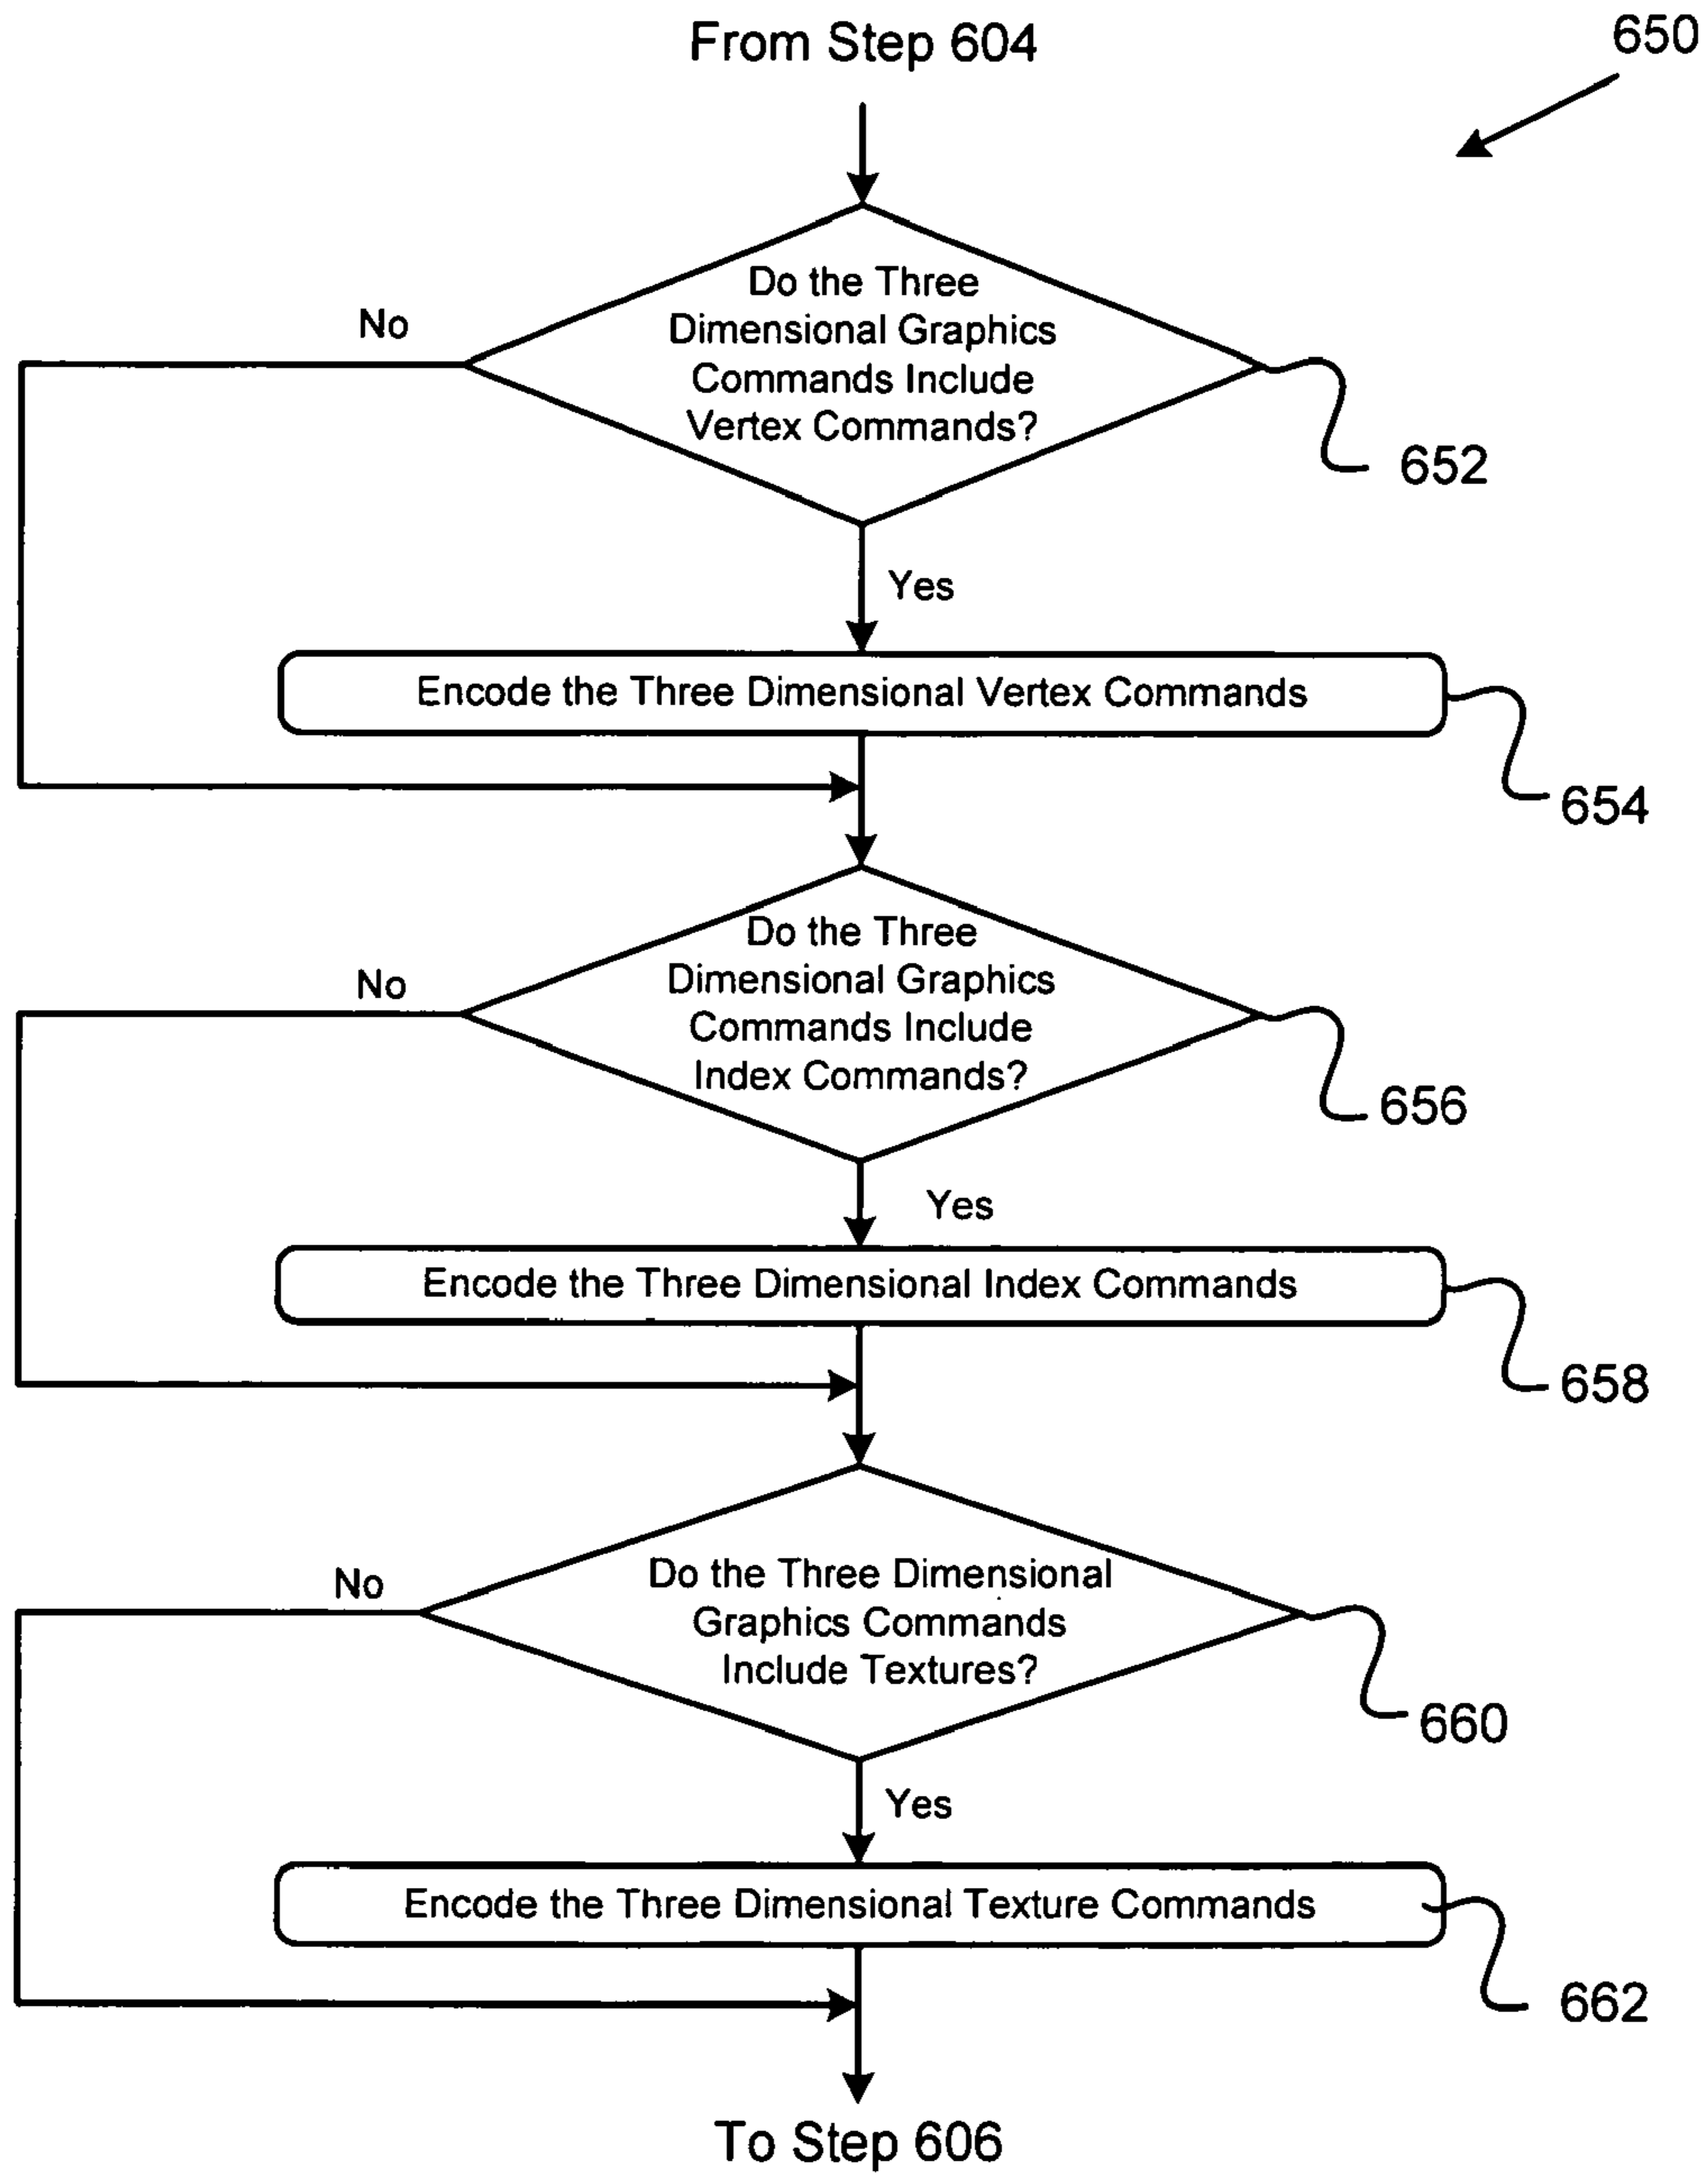 From Step 604
650
Do the Three
Dimensional Graphics
Commands Include
Vertex Commands?
No
652
Yes
Encode the Three Dimensional Vertex Commands
654
Do the Three
Dimensional Graphics
Commands Include
Index Commands?
No
656
Yes
Encode the Three Dimensional Index Commands
658
Do the Three Dimensional
Graphics Commands
Include Textures?
No
660
Yes
Encode the Three Dimensional Texture Commands
662
To Step 606